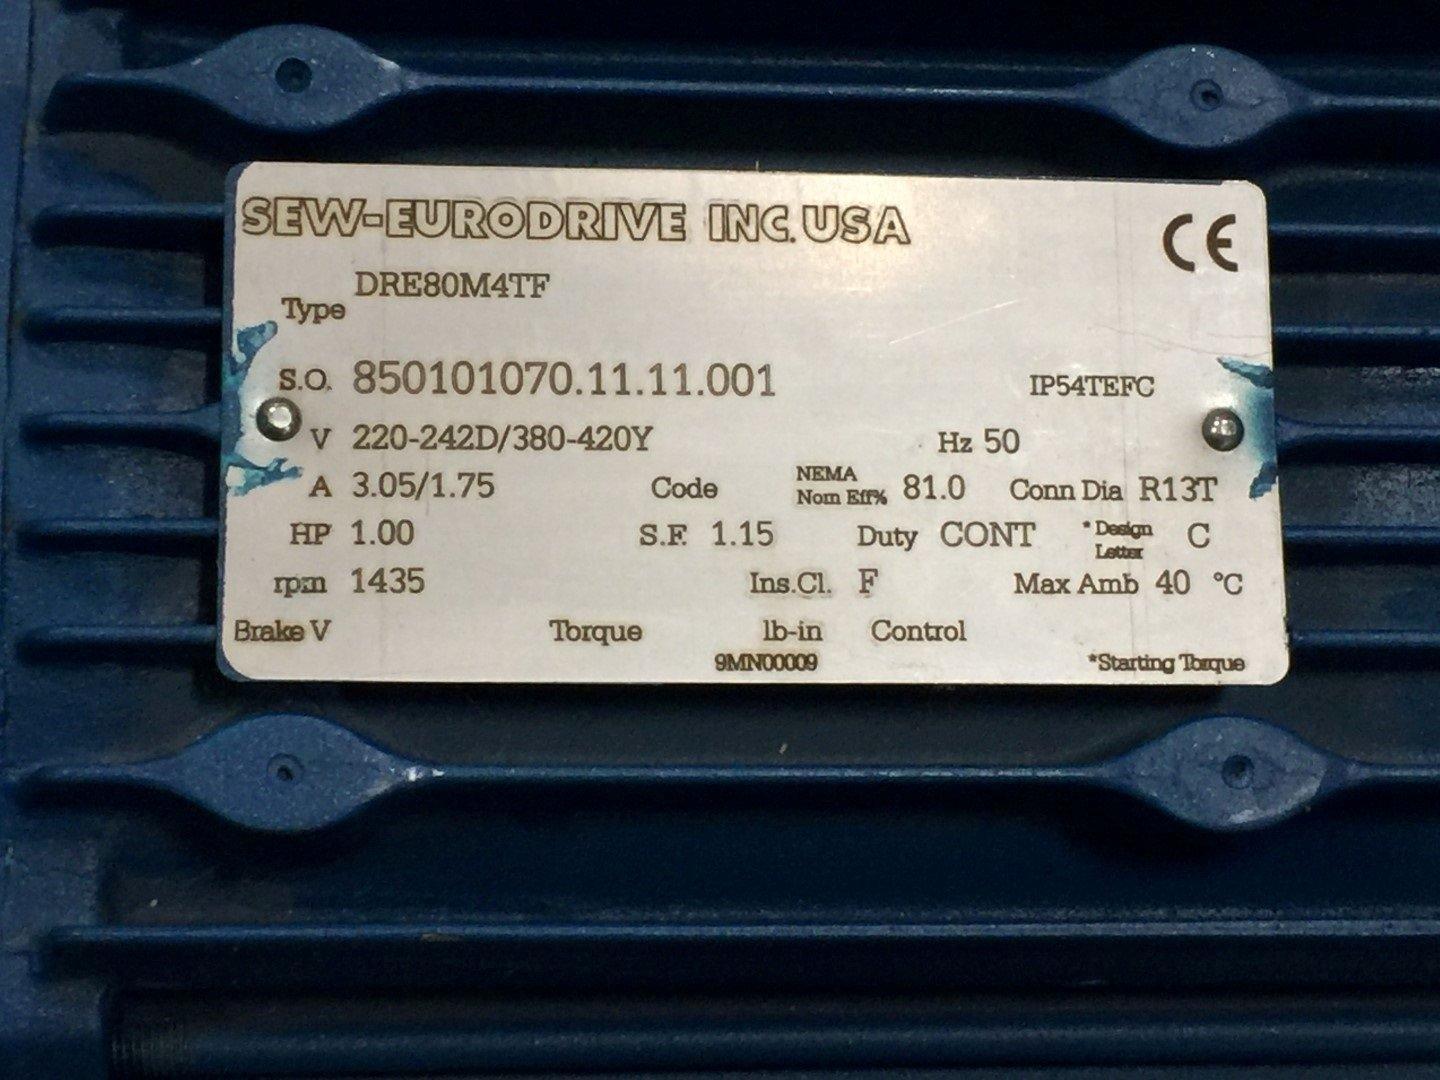 SEW-EURODRIVE INC. USA CE
Type DRE80M4TF
S.O. 850101070.11.11.001 IP54TEFC
V 220-242D/380-420Y Hz 50
A 3.05/1.75 Code NEMA Nom Eff% 81.0 Conn Dia R13T
HP 1.00 S.F. 1.15 Duty CONT *Design Letter C
rpm 1435 Ins.Cl. F Max Amb 40 °C
Brake V Torque lb-in Control
9MN00009 *Starting Torque